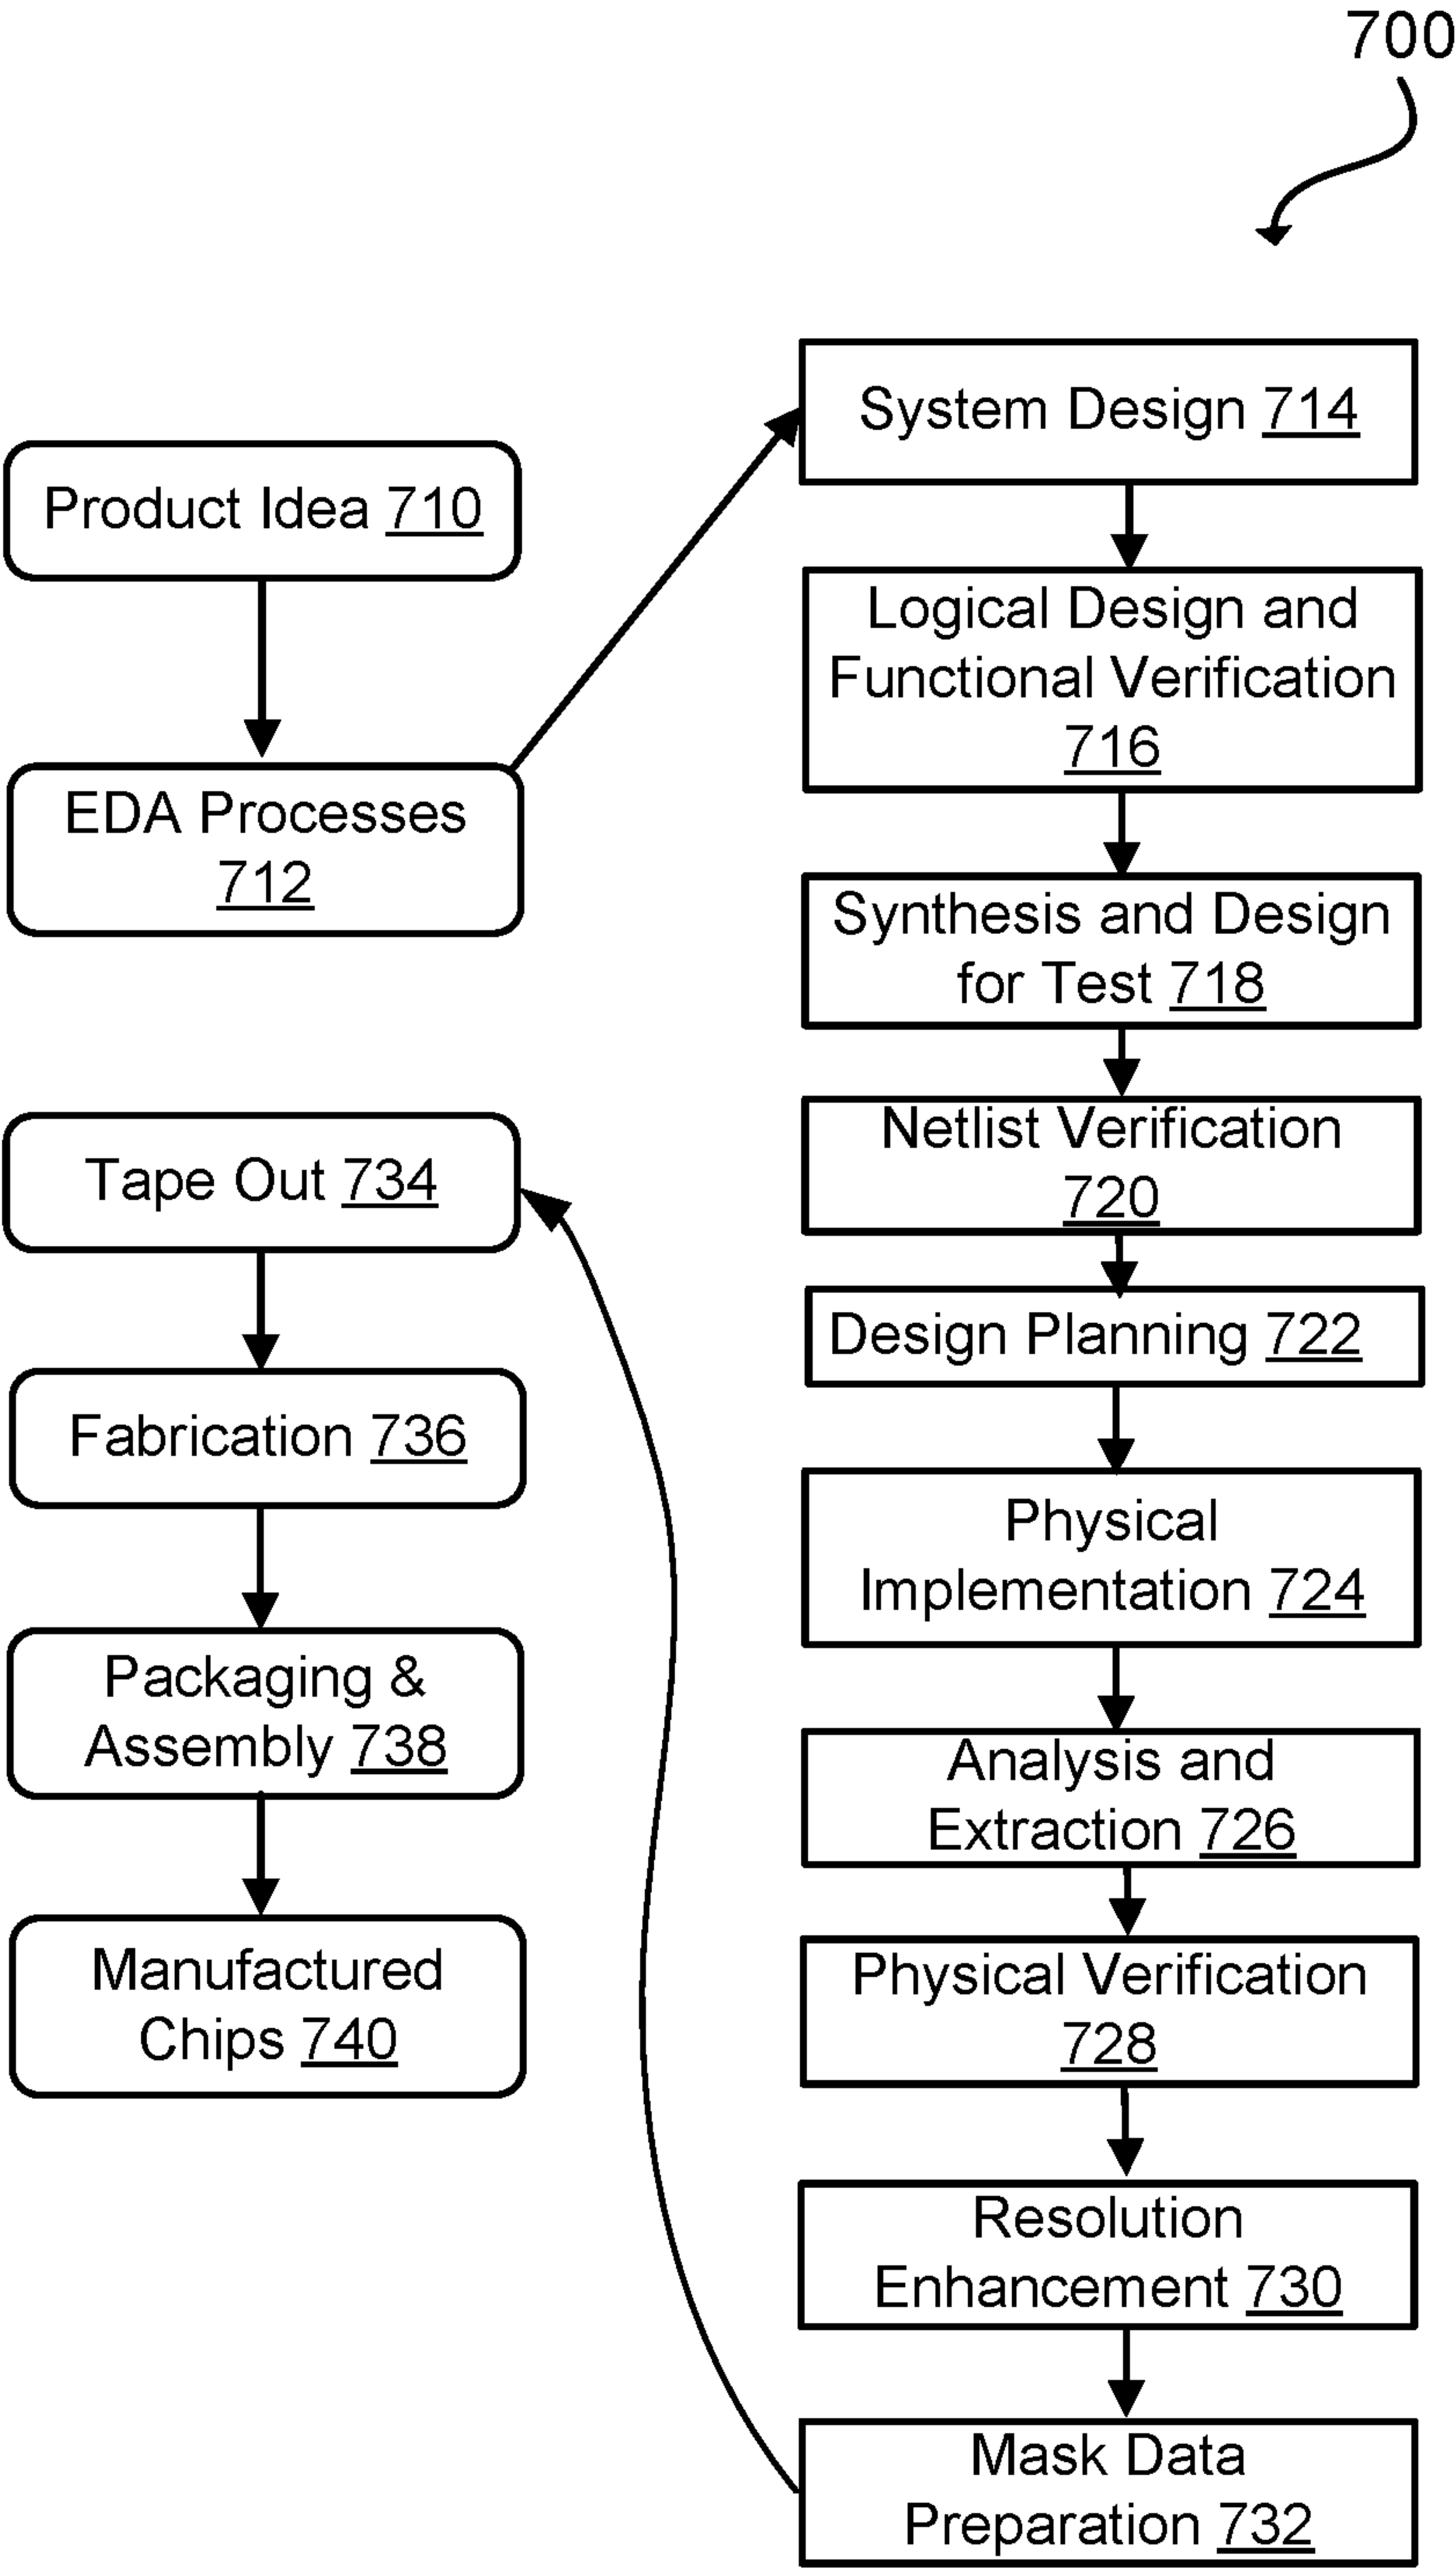 700
Product Idea 710
EDA Processes
712
System Design 714
Logical Design and
Functional Verification
716
Synthesis and Design
for Test 718
Netlist Verification
720
Design Planning 722
Physical
Implementation 724
Analysis and
Extraction 726
Physical Verification
728
Resolution
Enhancement 730
Mask Data
Preparation 732
Tape Out 734
Fabrication 736
Packaging &
Assembly 738
Manufactured
Chips 740